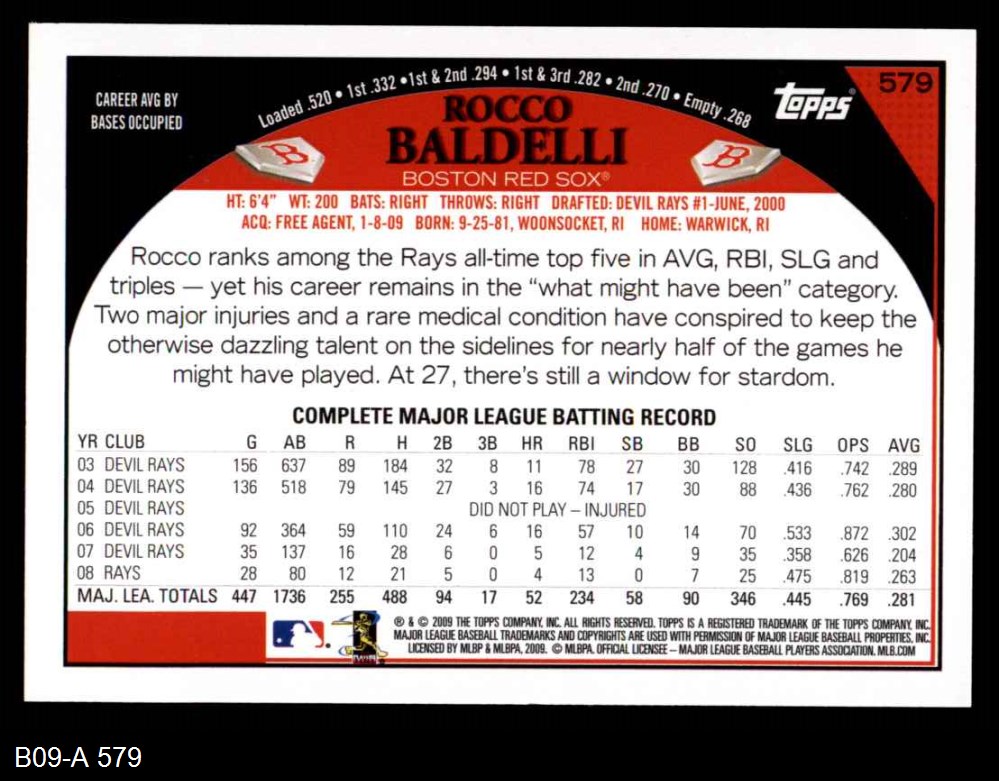 CAREER AVG BY
BASES OCCUPIED
Loaded .520 • 1st .332 • 1st & 2nd .294 • 1st & 3rd .282 • 2nd .270 • Empty .268
topps®
579
ROCCO
BALDELLI
B B
BOSTON RED SOX®
HT: 6'4" WT: 200 BATS: RIGHT THROWS: RIGHT DRAFTED: DEVIL RAYS #1-JUNE, 2000
ACQ: FREE AGENT, 1-8-09 BORN: 9-25-81, WOONSOCKET, RI HOME: WARWICK, RI
Rocco ranks among the Rays all-time top five in AVG, RBI, SLG and
triples — yet his career remains in the “what might have been” category.
Two major injuries and a rare medical condition have conspired to keep the
otherwise dazzling talent on the sidelines for nearly half of the games he
might have played. At 27, there’s still a window for stardom.
COMPLETE MAJOR LEAGUE BATTING RECORD
YR CLUB G AB R H 2B 3B HR RBI SB BB SO SLG OPS AVG
03 DEVIL RAYS 156 637 89 184 32 8 11 78 27 30 128 .416 .742 .289
04 DEVIL RAYS 136 518 79 145 27 3 16 74 17 30 88 .436 .762 .280
05 DEVIL RAYS DID NOT PLAY – INJURED
06 DEVIL RAYS 92 364 59 110 24 6 16 57 10 14 70 .533 .872 .302
07 DEVIL RAYS 35 137 16 28 6 0 5 12 4 9 35 .358 .626 .204
08 RAYS 28 80 12 21 5 0 4 13 0 7 25 .475 .819 .263
MAJ. LEA. TOTALS 447 1736 255 488 94 17 52 234 58 90 346 .445 .769 .281
® & © 2009 THE TOPPS COMPANY, INC. ALL RIGHTS RESERVED. TOPPS IS A REGISTERED TRADEMARK OF THE TOPPS COMPANY, INC.
MAJOR LEAGUE BASEBALL TRADEMARKS AND COPYRIGHTS ARE USED WITH PERMISSION OF MAJOR LEAGUE BASEBALL PROPERTIES, INC.
LICENSED BY MLBP & MLBPA, 2009. © MLBPA. OFFICIAL LICENSEE – MAJOR LEAGUE BASEBALL PLAYERS ASSOCIATION. MLB.COM
B09-A 579